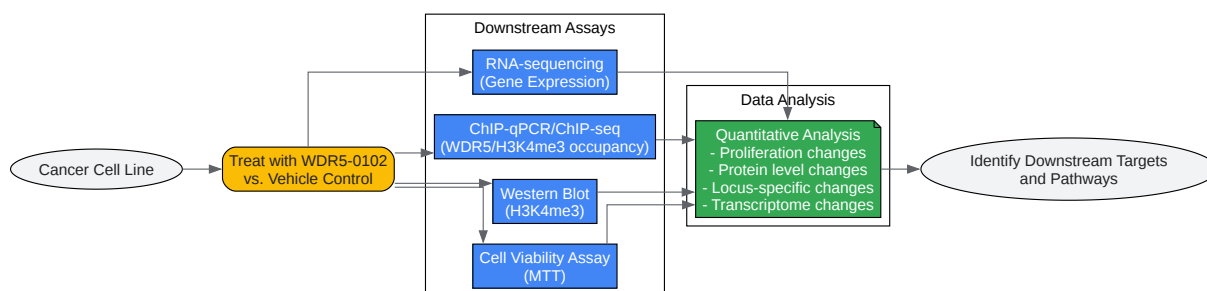 Downstream Assays
RNA-sequencing
(Gene Expression)
Data Analysis
ChIP-qPCR/ChIP-seq
(WDR5/H3K4me3 occupancy)
Quantitative Analysis
- Proliferation changes
- Protein level changes
- Locus-specific changes
- Transcriptome changes
Cancer Cell Line
Treat with WDR5-0102
vs. Vehicle Control
Identify Downstream Targets
and Pathways
Western Blot
(H3K4me3)
Cell Viability Assay
(MTT)